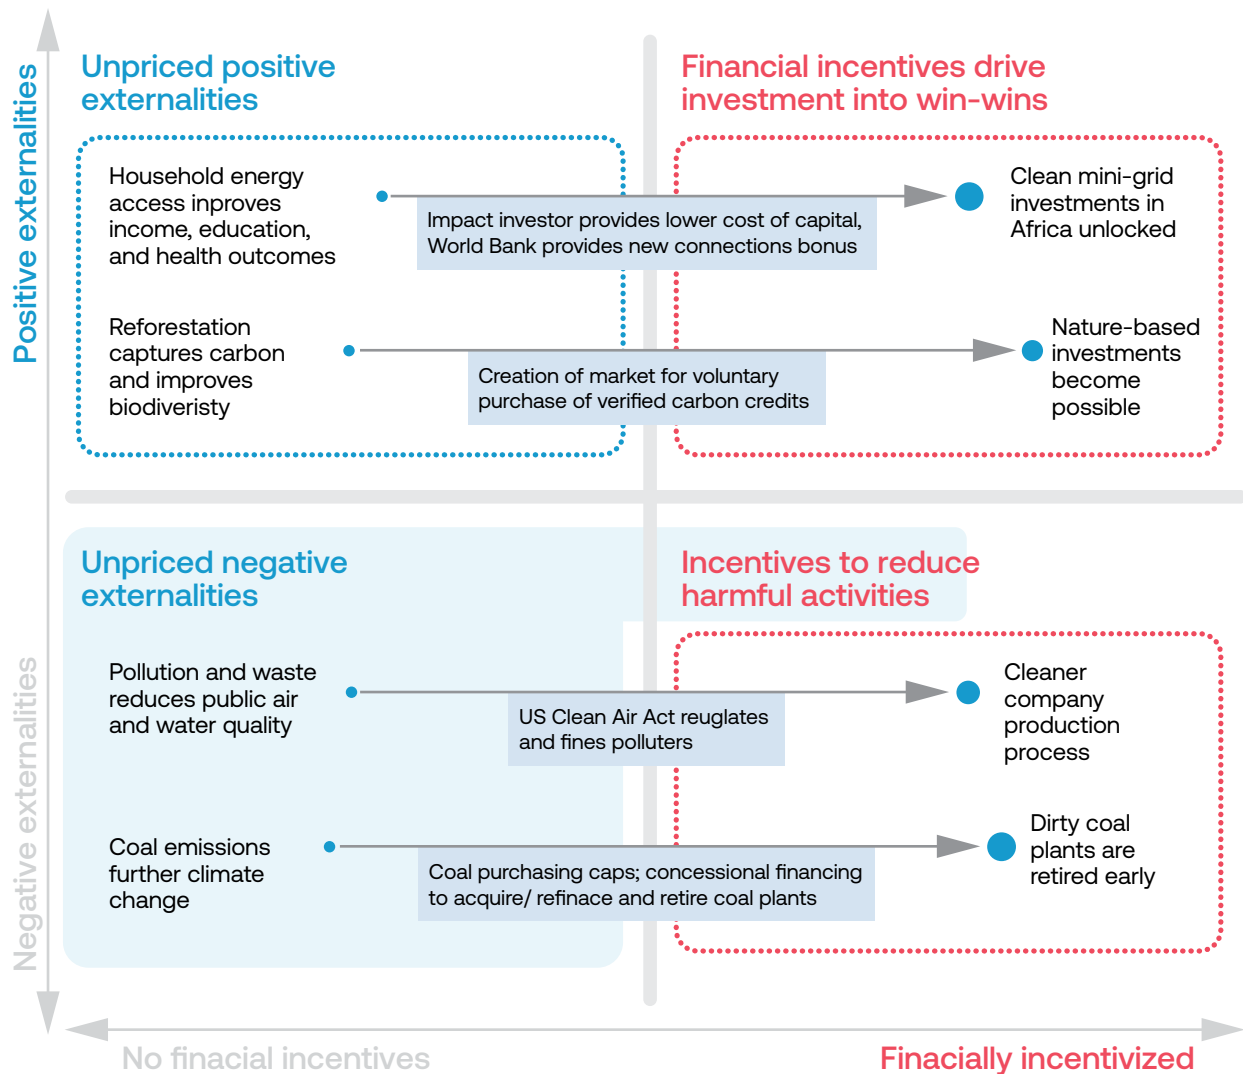 Positive externalities
Negative externalities
Unpriced positive
externalities
Household energy
access inproves
income, education,
and health outcomes
Impact investor provides lower cost of capital,
World Bank provides new connections bonus
Reforestation
captures carbon
and improves
biodiveristy
Creation of market for voluntary
purchase of verified carbon credits
Financial incentives drive
investment into win-wins
Clean mini-grid
investments in
Africa unlocked
Nature-based
investments
become
possible
Unpriced negative
externalities
Pollution and waste
reduces public air
and water quality
US Clean Air Act reuglates
and fines polluters
Coal emissions
further climate
change
Coal purchasing caps; concessional financing
to acquire/ refinace and retire coal plants
Incentives to reduce
harmful activities
Cleaner
company
production
process
Dirty coal
plants are
retired early
No finacial incentives
Finacially incentivized